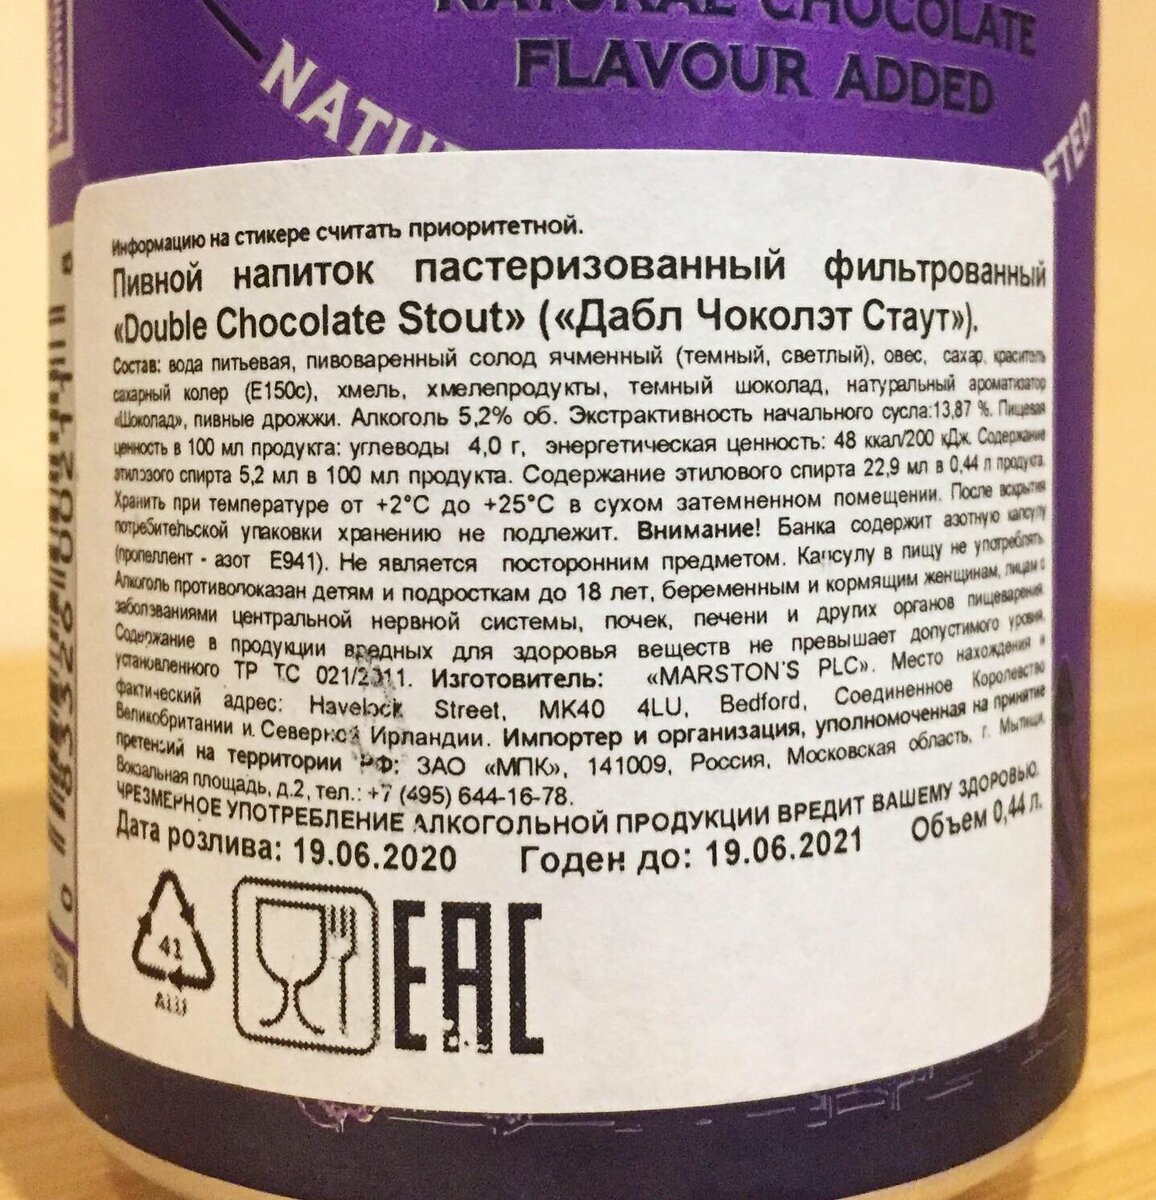 NATURAL CHOCOLATE
FLAVOUR ADDED
NATU
FTED
Информацию на стикере считать приоритетной.
Пивной напиток пастеризованный фильтрованный
«Double Chocolate Stout» («Дабл Чоколэт Стаут»).
Состав: вода питьевая, пивоваренный солод ячменный (темный, светлый), овес, сахар, краситель
сахарный колер (Е150с), хмель, хмелепродукты, темный шоколад, натуральный ароматизатор
«Шоколад», пивные дрожжи. Алкоголь 5,2% об. Экстрактивность начального сусла:13,87 %. Пищевая
ценность в 100 мл продукта: углеводы 4,0 г, энергетическая ценность: 48 ккал/200 кДж. Содержание
этилового спирта 5,2 мл в 100 мл продукта. Содержание этилового спирта 22,9 мл в 0,44 л продукта.
Хранить при температуре от +2°С до +25°С в сухом затемненном помещении. После вскрытия
потребительской упаковки хранению не подлежит. Внимание! Банка содержит азотную капсулу
(пропеллент - азот Е941). Не является посторонним предметом. Капсулу в пищу не употреблять.
Алкоголь противопоказан детям и подросткам до 18 лет, беременным и кормящим женщинам, лицам с
заболеваниями центральной нервной системы, почек, печени и других органов пищеварения.
Содержание в продукции вредных для здоровья веществ не превышает допустимого уровня,
установленного ТР ТС 021/2011. Изготовитель: «MARSTON'S PLC». Место нахождения и
фактический адрес: Havelock Street, MK40 4LU, Bedford, Соединенное Королевство
Великобритании и Северной Ирландии. Импортер и организация, уполномоченная на принятие
претензий на территории РФ: ЗАО «МПК», 141009, Россия, Московская область, г. Мытищи,
Вокзальная площадь, д.2, тел.: +7 (495) 644-16-78.
ЧРЕЗМЕРНОЕ УПОТРЕБЛЕНИЕ АЛКОГОЛЬНОЙ ПРОДУКЦИИ ВРЕДИТ ВАШЕМУ ЗДОРОВЬЮ.
Дата розлива: 19.06.2020 Годен до: 19.06.2021 Объем 0,44 л.
41
ALU
EAC